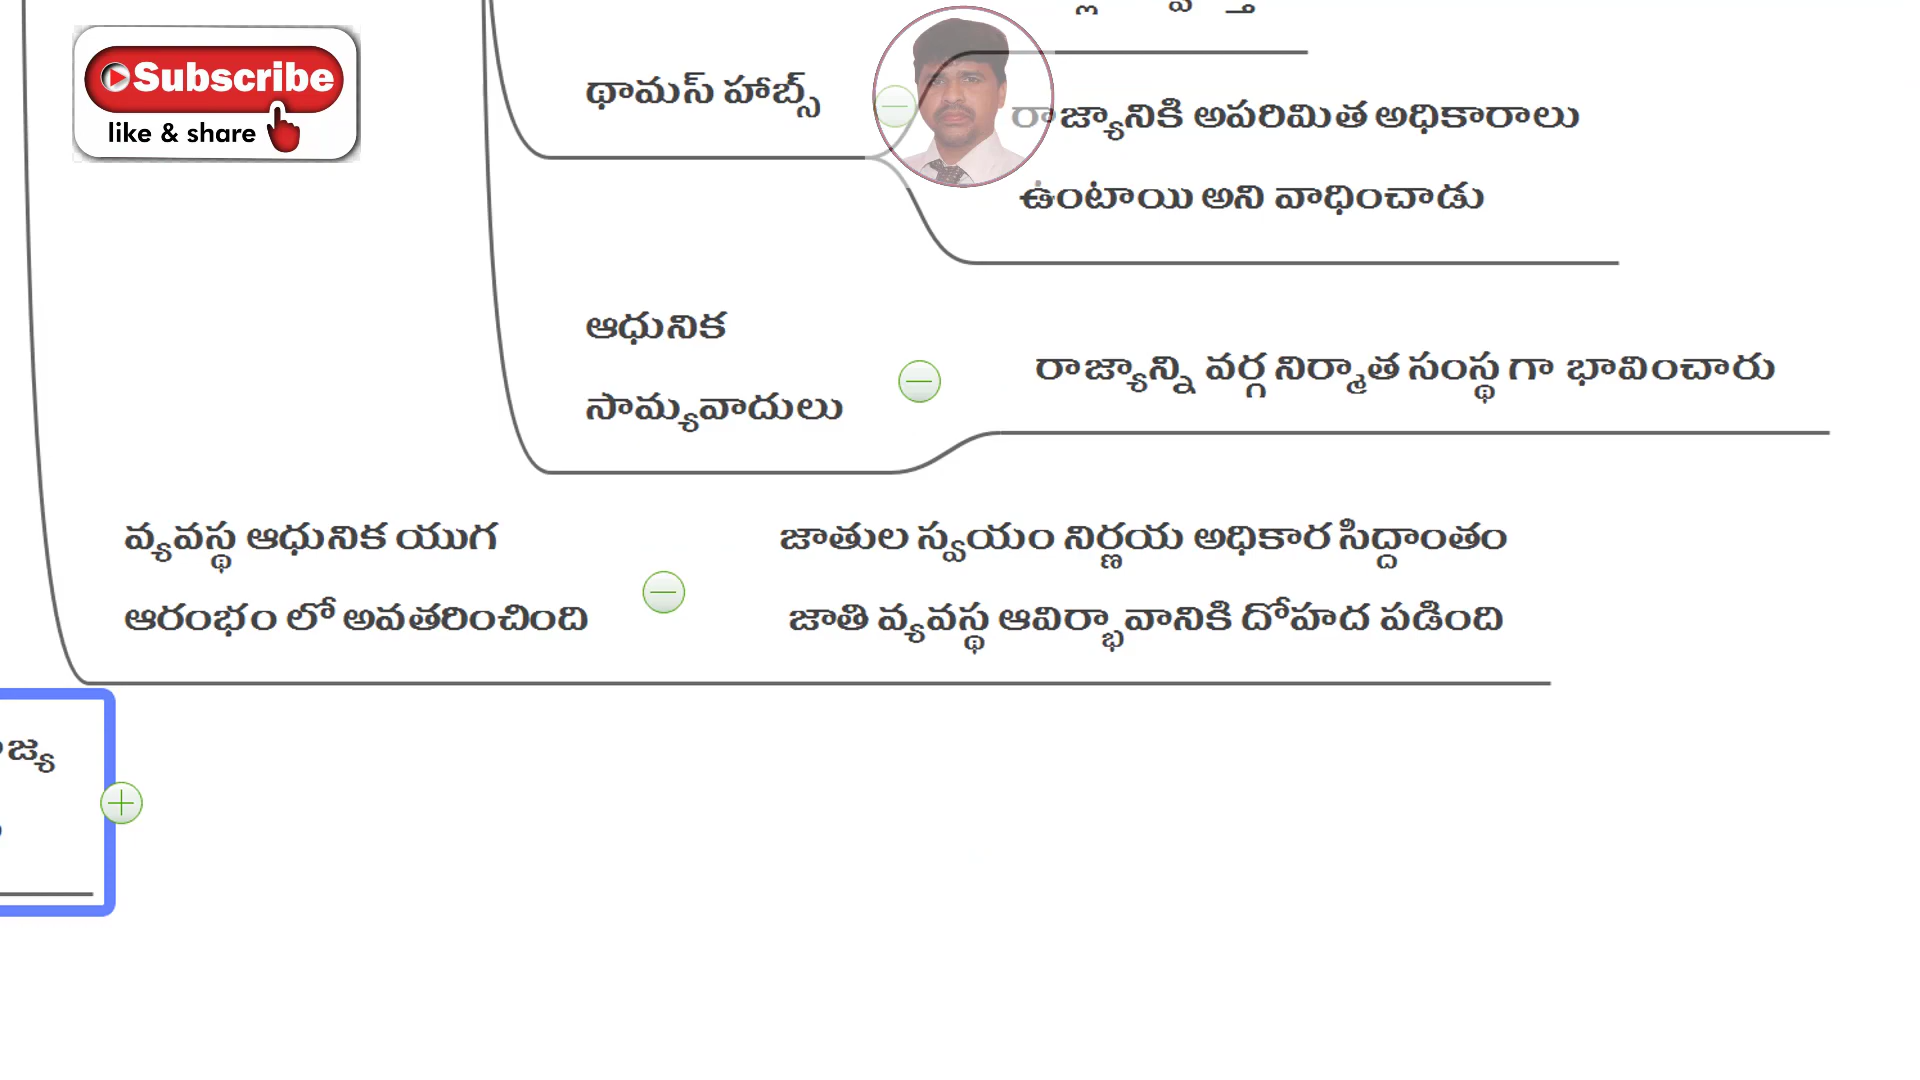 Subscribe
like & share
థామస్ హాబ్స్
రాజ్యానికి అపరిమిత అధికారాలు
ఉంటాయి అని వాధించాడు
ఆధునిక
సామ్యవాదులు
రాజ్యాన్ని వర్గ నిర్మాత సంస్థ గా భావించారు
వ్యవస్థ ఆధునిక యుగ
ఆరంభం లో అవతరించింది
జాతుల స్వయం నిర్ణయ అధికార సిద్దాంతం
జాతి వ్యవస్థ ఆవిర్భావానికి దోహద పడింది